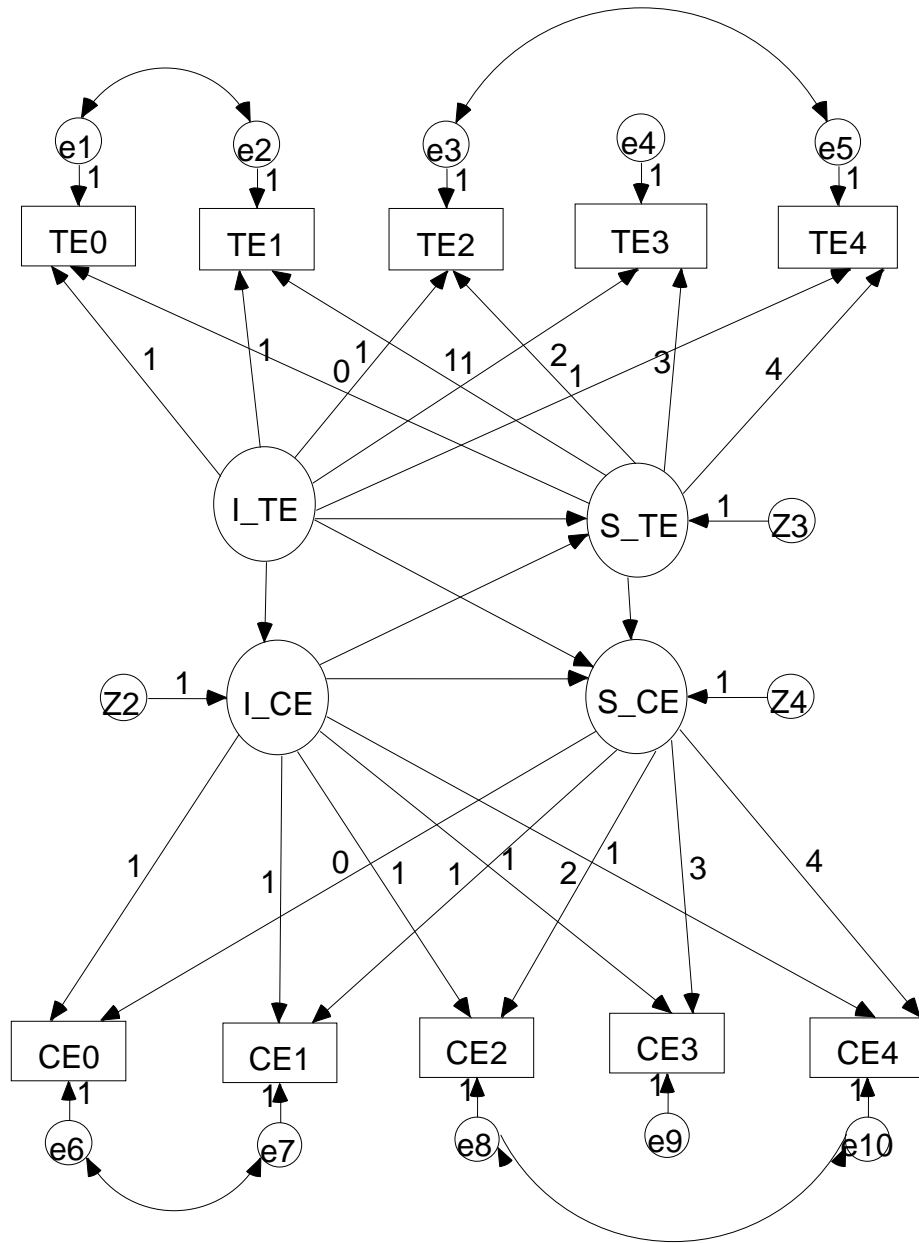 e1 e2 e3 e4 e5
1 1 1 1 1
TE0 TE1 TE2 TE3 TE4
1 1 0 1 1 1 2 1 3 4
I_TE S_TE 1 Z3
Z2 1 I_CE S_CE 1 Z4
1 1 0 1 1 1 2 1 3 4
CE0 CE1 CE2 CE3 CE4
1 1 1 1 1
e6 e7 e8 e9 e10